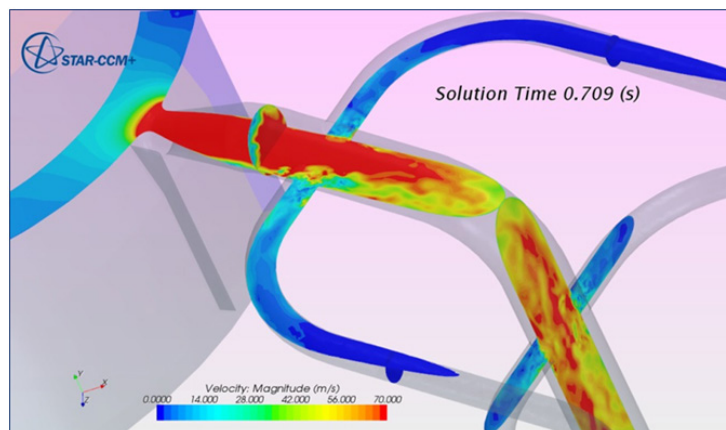 STAR-CCM+
Solution Time 0.709 (s)
Y
X
Z
Velocity: Magnitude (m/s)
0.0000 14.000 28.000 42.000 56.000 70.000